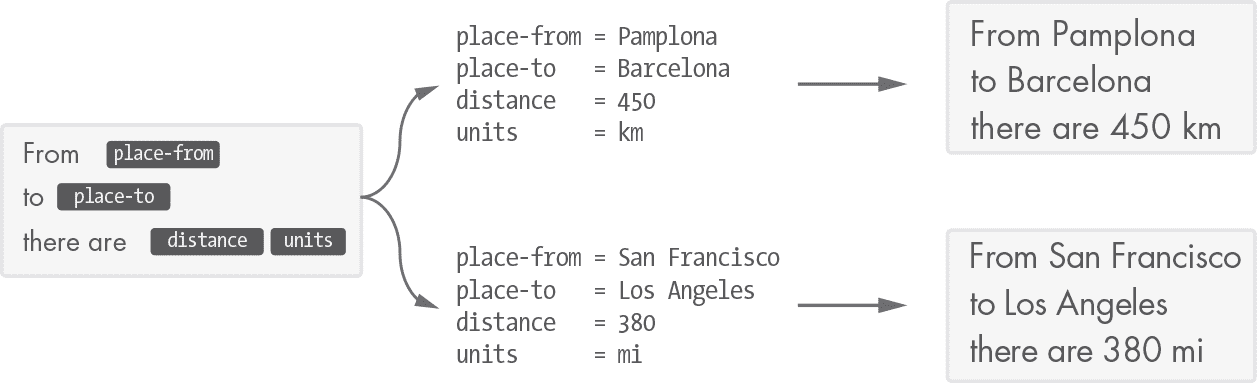 From place-from
to place-to
there are distance units
place-from = Pamplona
place-to = Barcelona
distance = 450
units = km
From Pamplona
to Barcelona
there are 450 km
place-from = San Francisco
place-to = Los Angeles
distance = 380
units = mi
From San Francisco
to Los Angeles
there are 380 mi